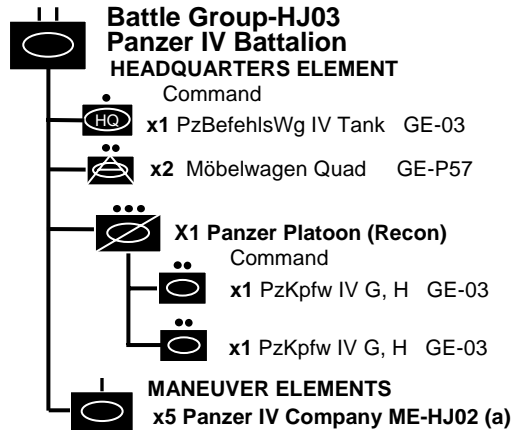 Battle Group-HJ03
Panzer IV Battalion
HEADQUARTERS ELEMENT
Command
HQ x1 PzBefehlsWg IV Tank GE-03
x2 Möbelwagen Quad GE-P57
X1 Panzer Platoon (Recon)
Command
x1 PzKpfw IV G, H GE-03
x1 PzKpfw IV G, H GE-03
MANEUVER ELEMENTS
x5 Panzer IV Company ME-HJ02 (a)